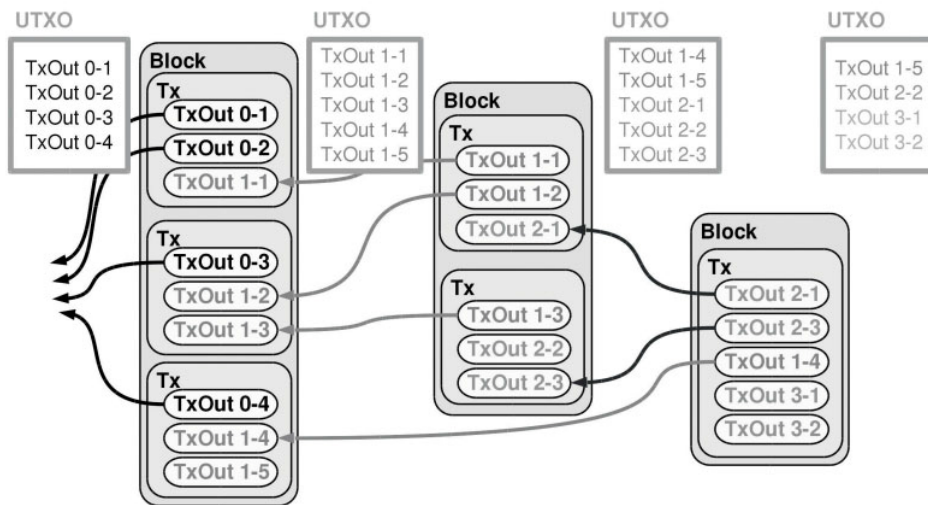 UTXO
TxOut 0-1
TxOut 0-2
TxOut 0-3
TxOut 0-4
Block
Tx
TxOut 0-1
TxOut 0-2
TxOut 1-1
Tx
TxOut 0-3
TxOut 1-2
TxOut 1-3
Tx
TxOut 0-4
TxOut 1-4
TxOut 1-5
UTXO
TxOut 1-1
TxOut 1-2
TxOut 1-3
TxOut 1-4
TxOut 1-5
Block
Tx
TxOut 1-1
TxOut 1-2
TxOut 2-1
Tx
TxOut 1-3
TxOut 2-2
TxOut 2-3
UTXO
TxOut 1-4
TxOut 1-5
TxOut 2-1
TxOut 2-2
TxOut 2-3
Block
Tx
TxOut 2-1
TxOut 2-3
TxOut 1-4
TxOut 3-1
TxOut 3-2
UTXO
TxOut 1-5
TxOut 2-2
TxOut 3-1
TxOut 3-2